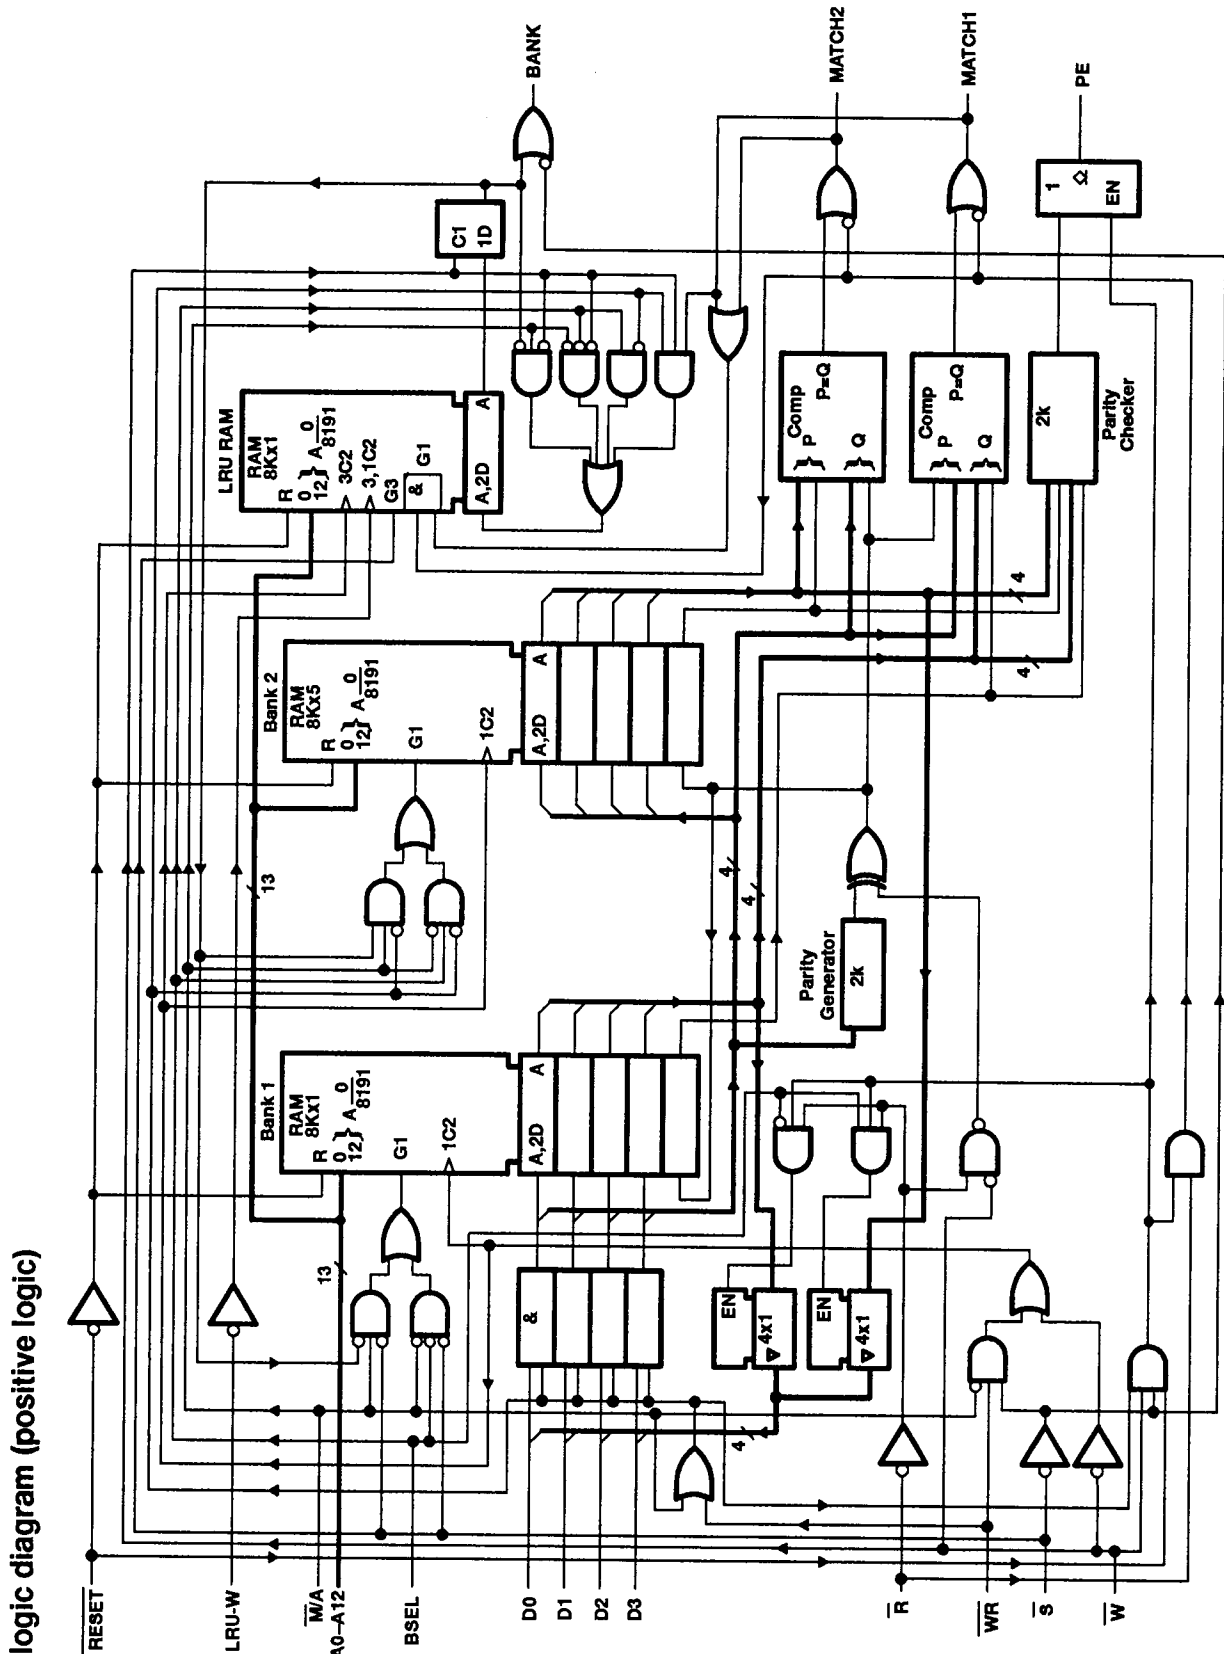 logic diagram (positive logic)
RESET
LRU-W
M/A
A0–A12
BSEL
D0
D1
D2
D3
R
WR
S
W
13
&
4
EN
4x1
EN
4x1
Bank 1
RAM
8Kx1
R
0
12
A 0
8191
G1
1C2
A,2D
A
Parity
Generator
2k
13
4
4
Bank 2
RAM
8Kx5
R
0
12
A 0
8191
G1
1C2
A,2D
A
4
4
LRU RAM
RAM
8Kx1
R
0
12
A 0
8191
3C2
3,1C2
G3
&
G1
A,2D
A
Comp
P
Q
P=Q
Comp
P
Q
P=Q
2k
Parity
Checker
C1
1D
1
EN
BANK
MATCH2
MATCH1
PE